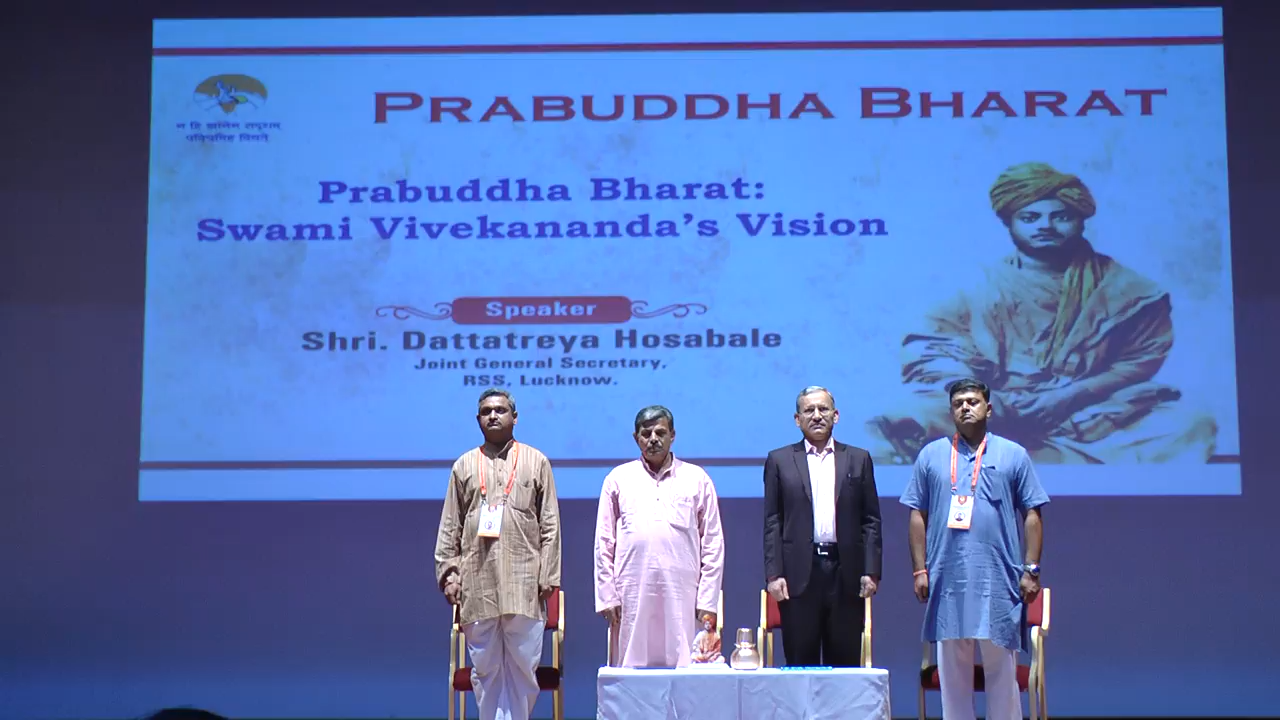 PRABUDDHA BHARAT
Prabuddha Bharat:
Swami Vivekananda's Vision
Speaker
Shri. Dattatreya Hosabale
Joint General Secretary,
RSS, Lucknow.